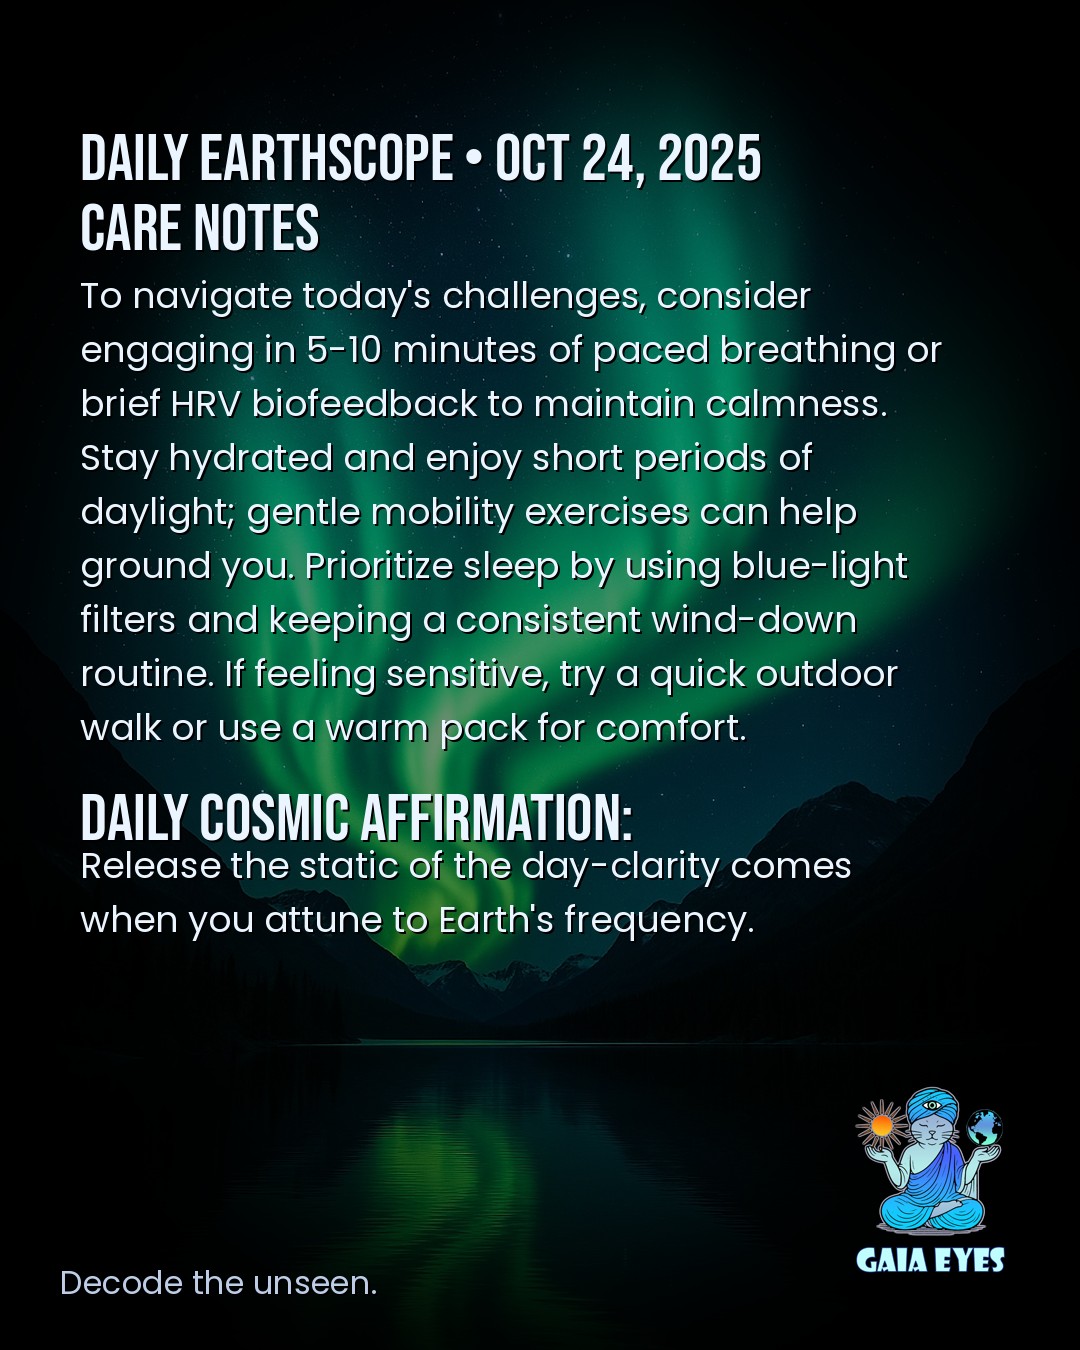 DAILY EARTHSCOPE • OCT 24, 2025
CARE NOTES
To navigate today's challenges, consider
engaging in 5-10 minutes of paced breathing or
brief HRV biofeedback to maintain calmness.
Stay hydrated and enjoy short periods of
daylight; gentle mobility exercises can help
ground you. Prioritize sleep by using blue-light
filters and keeping a consistent wind-down
routine. If feeling sensitive, try a quick outdoor
walk or use a warm pack for comfort.
DAILY COSMIC AFFIRMATION:
Release the static of the day-clarity comes
when you attune to Earth's frequency.
GAIA EYES
Decode the unseen.